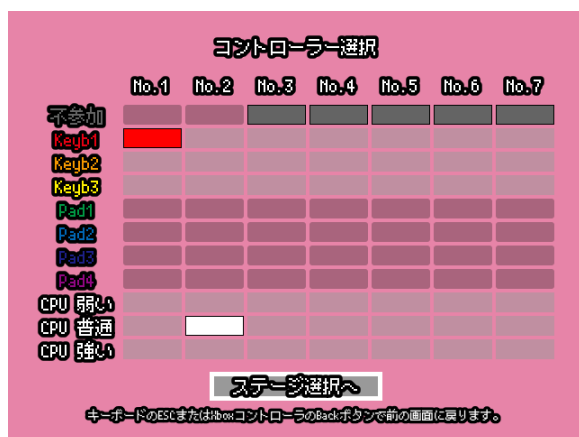 コントローラー選択
No.1 No.2 No.3 No.4 No.5 No.6 No.7
不参加
Keyb1
Keyb2
Keyb3
Pad1
Pad2
Pad3
Pad4
CPU 弱い
CPU 普通
CPU 強い
ステージ選択へ
キーボードのESCまたはXboxコントローラのBackボタンで前の画面に戻ります。